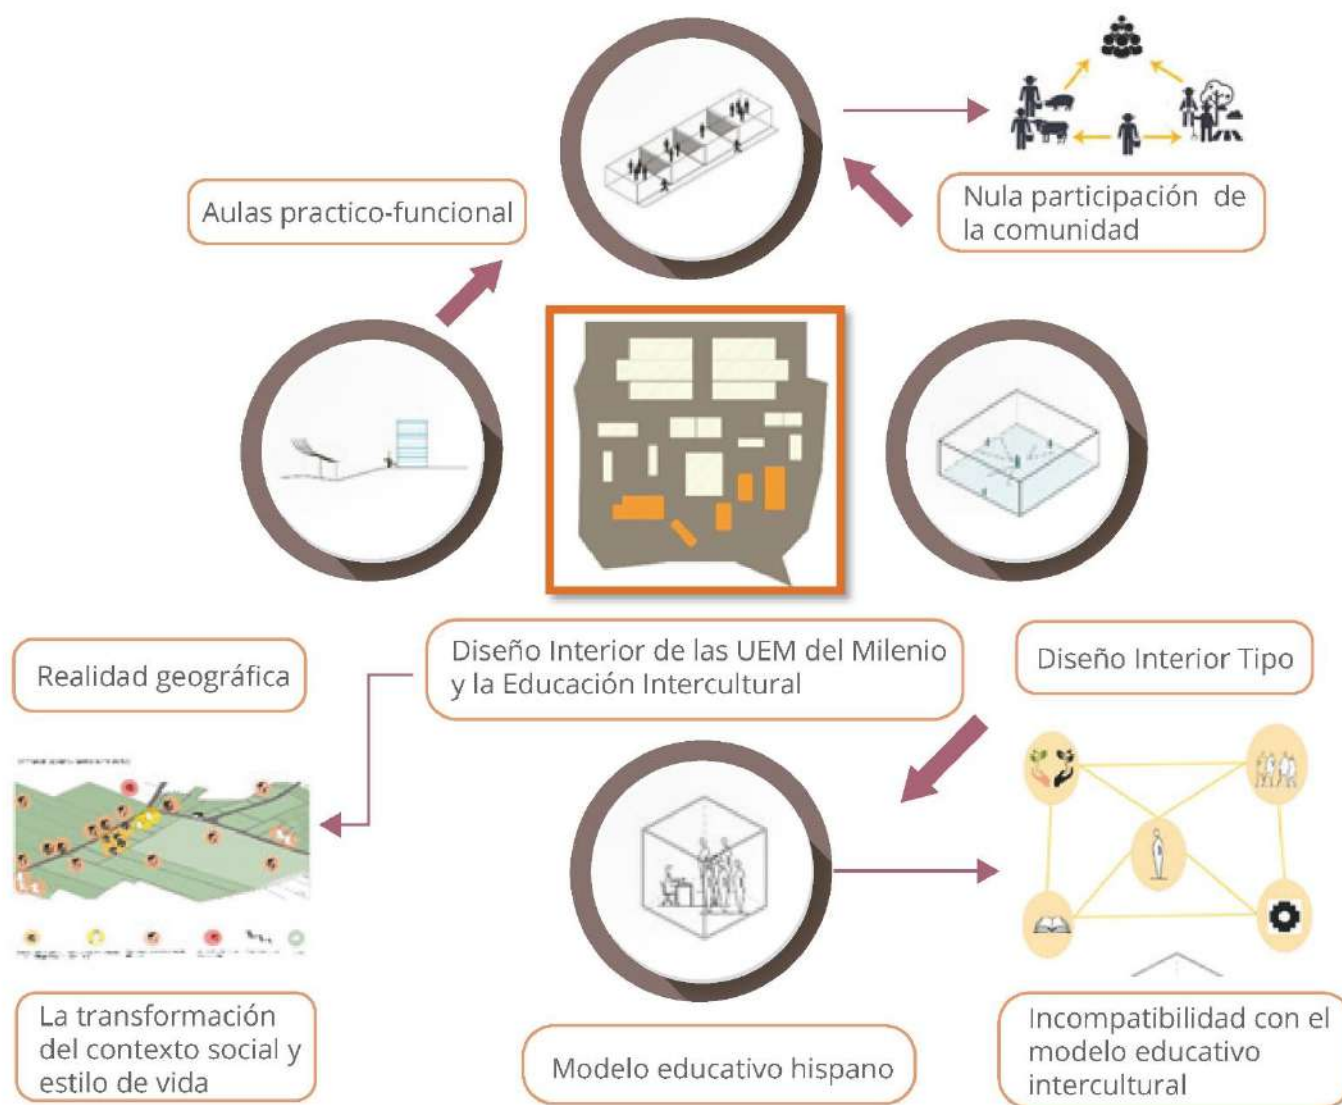 Aulas practico-funcional
Nula participación de
la comunidad
Realidad geográfica
Diseño Interior de las UEM del Milenio
y la Educación Intercultural
Diseño Interior Tipo
La transformación
del contexto social y
estilo de vida
Modelo educativo hispano
Incompatibilidad con el
modelo educativo
intercultural